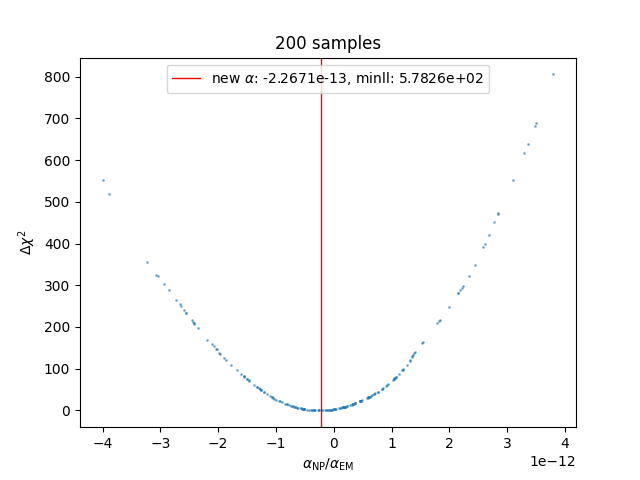 200 samples
new α: -2.2671e-13, minll: 5.7826e+02
800
700
600
500
400
300
200
100
0
Δχ²
−4 −3 −2 −1 0 1 2 3 4
1e−12
α_NP/α_EM